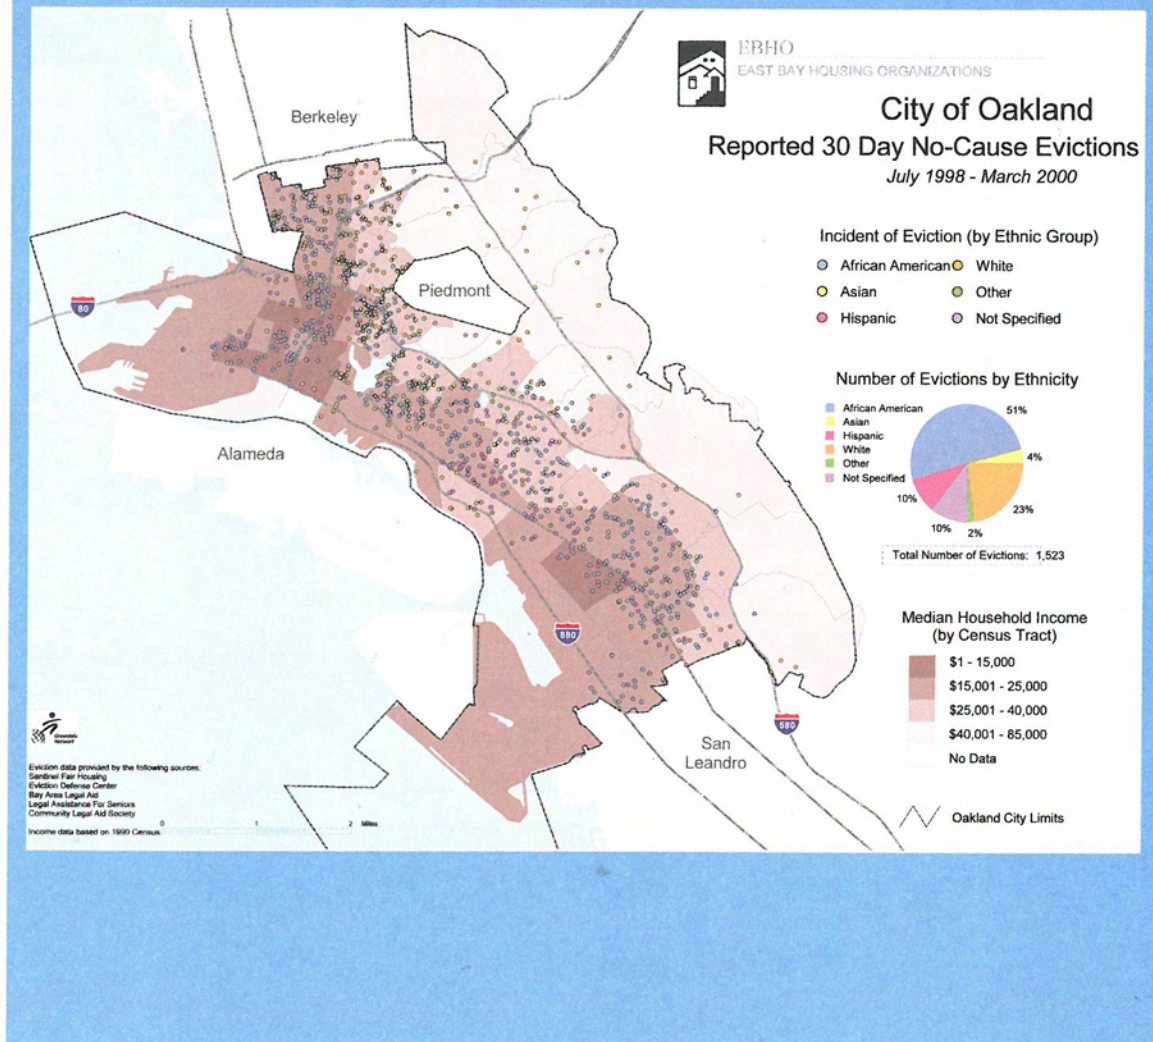 EBHO
EAST BAY HOUSING ORGANIZATIONS
City of Oakland
Reported 30 Day No-Cause Evictions
July 1998 - March 2000
Berkeley
Piedmont
Alameda
San
Leandro
80
880
580
Incident of Eviction (by Ethnic Group)
African American
White
Asian
Other
Hispanic
Not Specified
Number of Evictions by Ethnicity
African American
Asian
Hispanic
White
Other
Not Specified
51%
4%
23%
2%
10%
10%
Total Number of Evictions: 1,523
Median Household Income
(by Census Tract)
$1 - 15,000
$15,001 - 25,000
$25,001 - 40,000
$40,001 - 85,000
No Data
Oakland City Limits
Greenlining
Network
Eviction data provided by the following sources:
Sentinel Fair Housing
Eviction Defense Center
Bay Area Legal Aid
Legal Assistance For Seniors
Community Legal Aid Society
Income data based on 1990 Census.
0 1 2 Miles